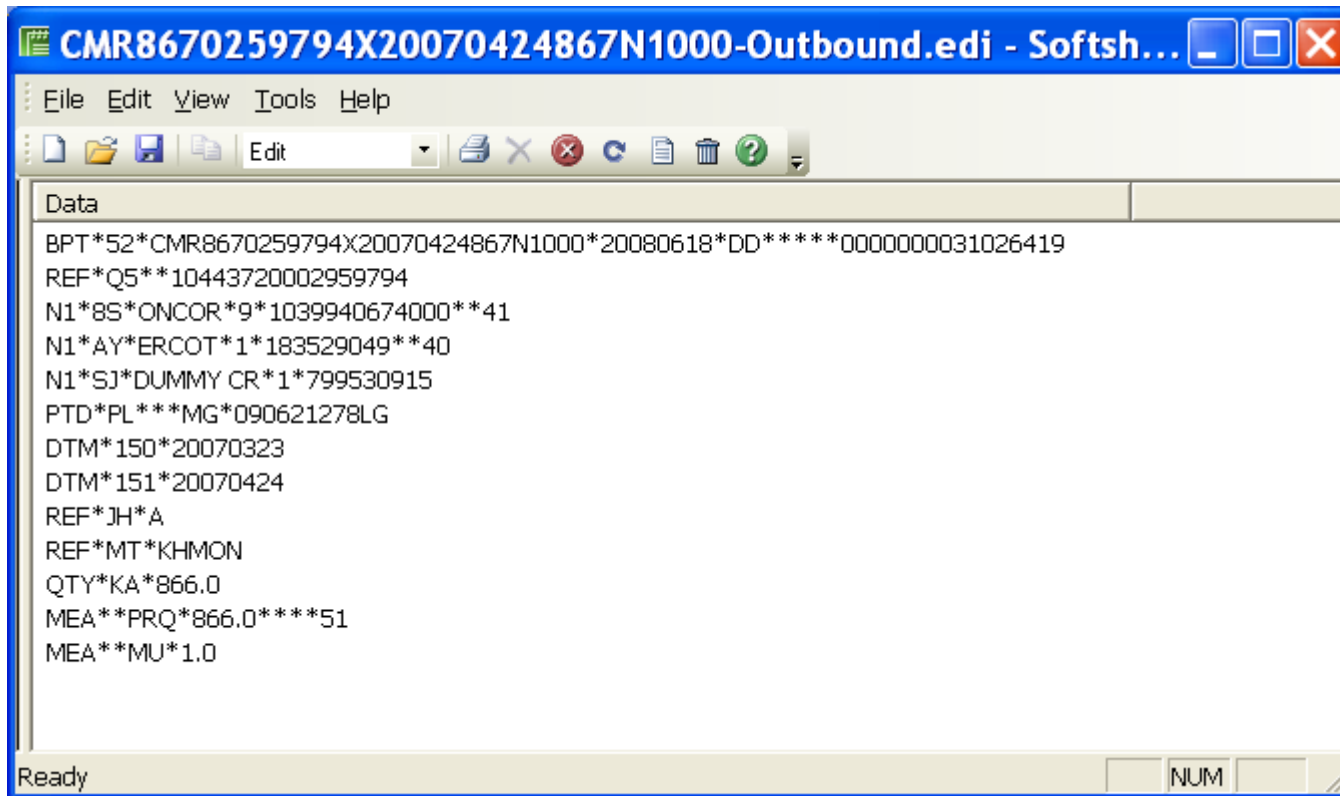 CMR8670259794X20070424867N1000-Outbound.edi - Softsh...
File Edit View Tools Help
Edit
Data
BPT*52*CMR8670259794X20070424867N1000*20080618*DD*****0000000031026419
REF*Q5**10443720002959794
N1*8S*ONCOR*9*1039940674000**41
N1*AY*ERCOT*1*183529049**40
N1*SJ*DUMMY CR*1*799530915
PTD*PL***MG*090621278LG
DTM*150*20070323
DTM*151*20070424
REF*JH*A
REF*MT*KHMON
QTY*KA*866.0
MEA**PRQ*866.0****51
MEA**MU*1.0
Ready NUM